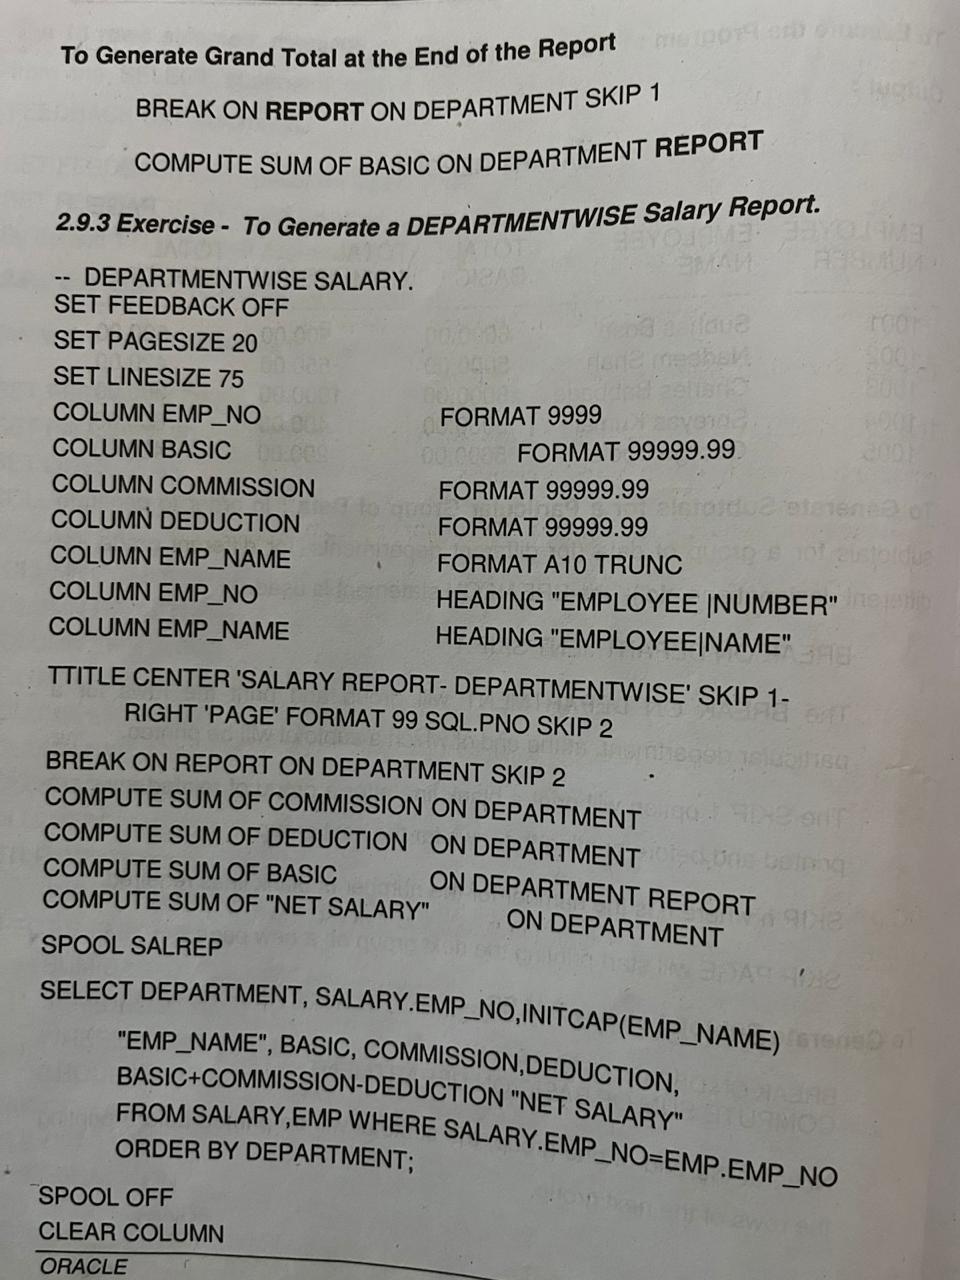 To Generate Grand Total at the End of the Report
BREAK ON REPORT ON DEPARTMENT SKIP 1
COMPUTE SUM OF BASIC ON DEPARTMENT REPORT
2.9.3 Exercise - To Generate a DEPARTMENTWISE Salary Report.
-- DEPARTMENTWISE SALARY.
SET FEEDBACK OFF
SET PAGESIZE 20
SET LINESIZE 75
COLUMN EMP_NO FORMAT 9999
COLUMN BASIC FORMAT 99999.99
COLUMN COMMISSION FORMAT 99999.99
COLUMN DEDUCTION FORMAT 99999.99
COLUMN EMP_NAME FORMAT A10 TRUNC
COLUMN EMP_NO HEADING "EMPLOYEE |NUMBER"
COLUMN EMP_NAME HEADING "EMPLOYEE|NAME"
TTITLE CENTER 'SALARY REPORT- DEPARTMENTWISE' SKIP 1-
RIGHT 'PAGE' FORMAT 99 SQL.PNO SKIP 2
BREAK ON REPORT ON DEPARTMENT SKIP 2
COMPUTE SUM OF COMMISSION ON DEPARTMENT
COMPUTE SUM OF DEDUCTION ON DEPARTMENT
COMPUTE SUM OF BASIC ON DEPARTMENT REPORT
COMPUTE SUM OF "NET SALARY" ON DEPARTMENT
SPOOL SALREP
SELECT DEPARTMENT, SALARY.EMP_NO,INITCAP(EMP_NAME)
"EMP_NAME", BASIC, COMMISSION,DEDUCTION,
BASIC+COMMISSION-DEDUCTION "NET SALARY"
FROM SALARY,EMP WHERE SALARY.EMP_NO=EMP.EMP_NO
ORDER BY DEPARTMENT;
SPOOL OFF
CLEAR COLUMN
ORACLE